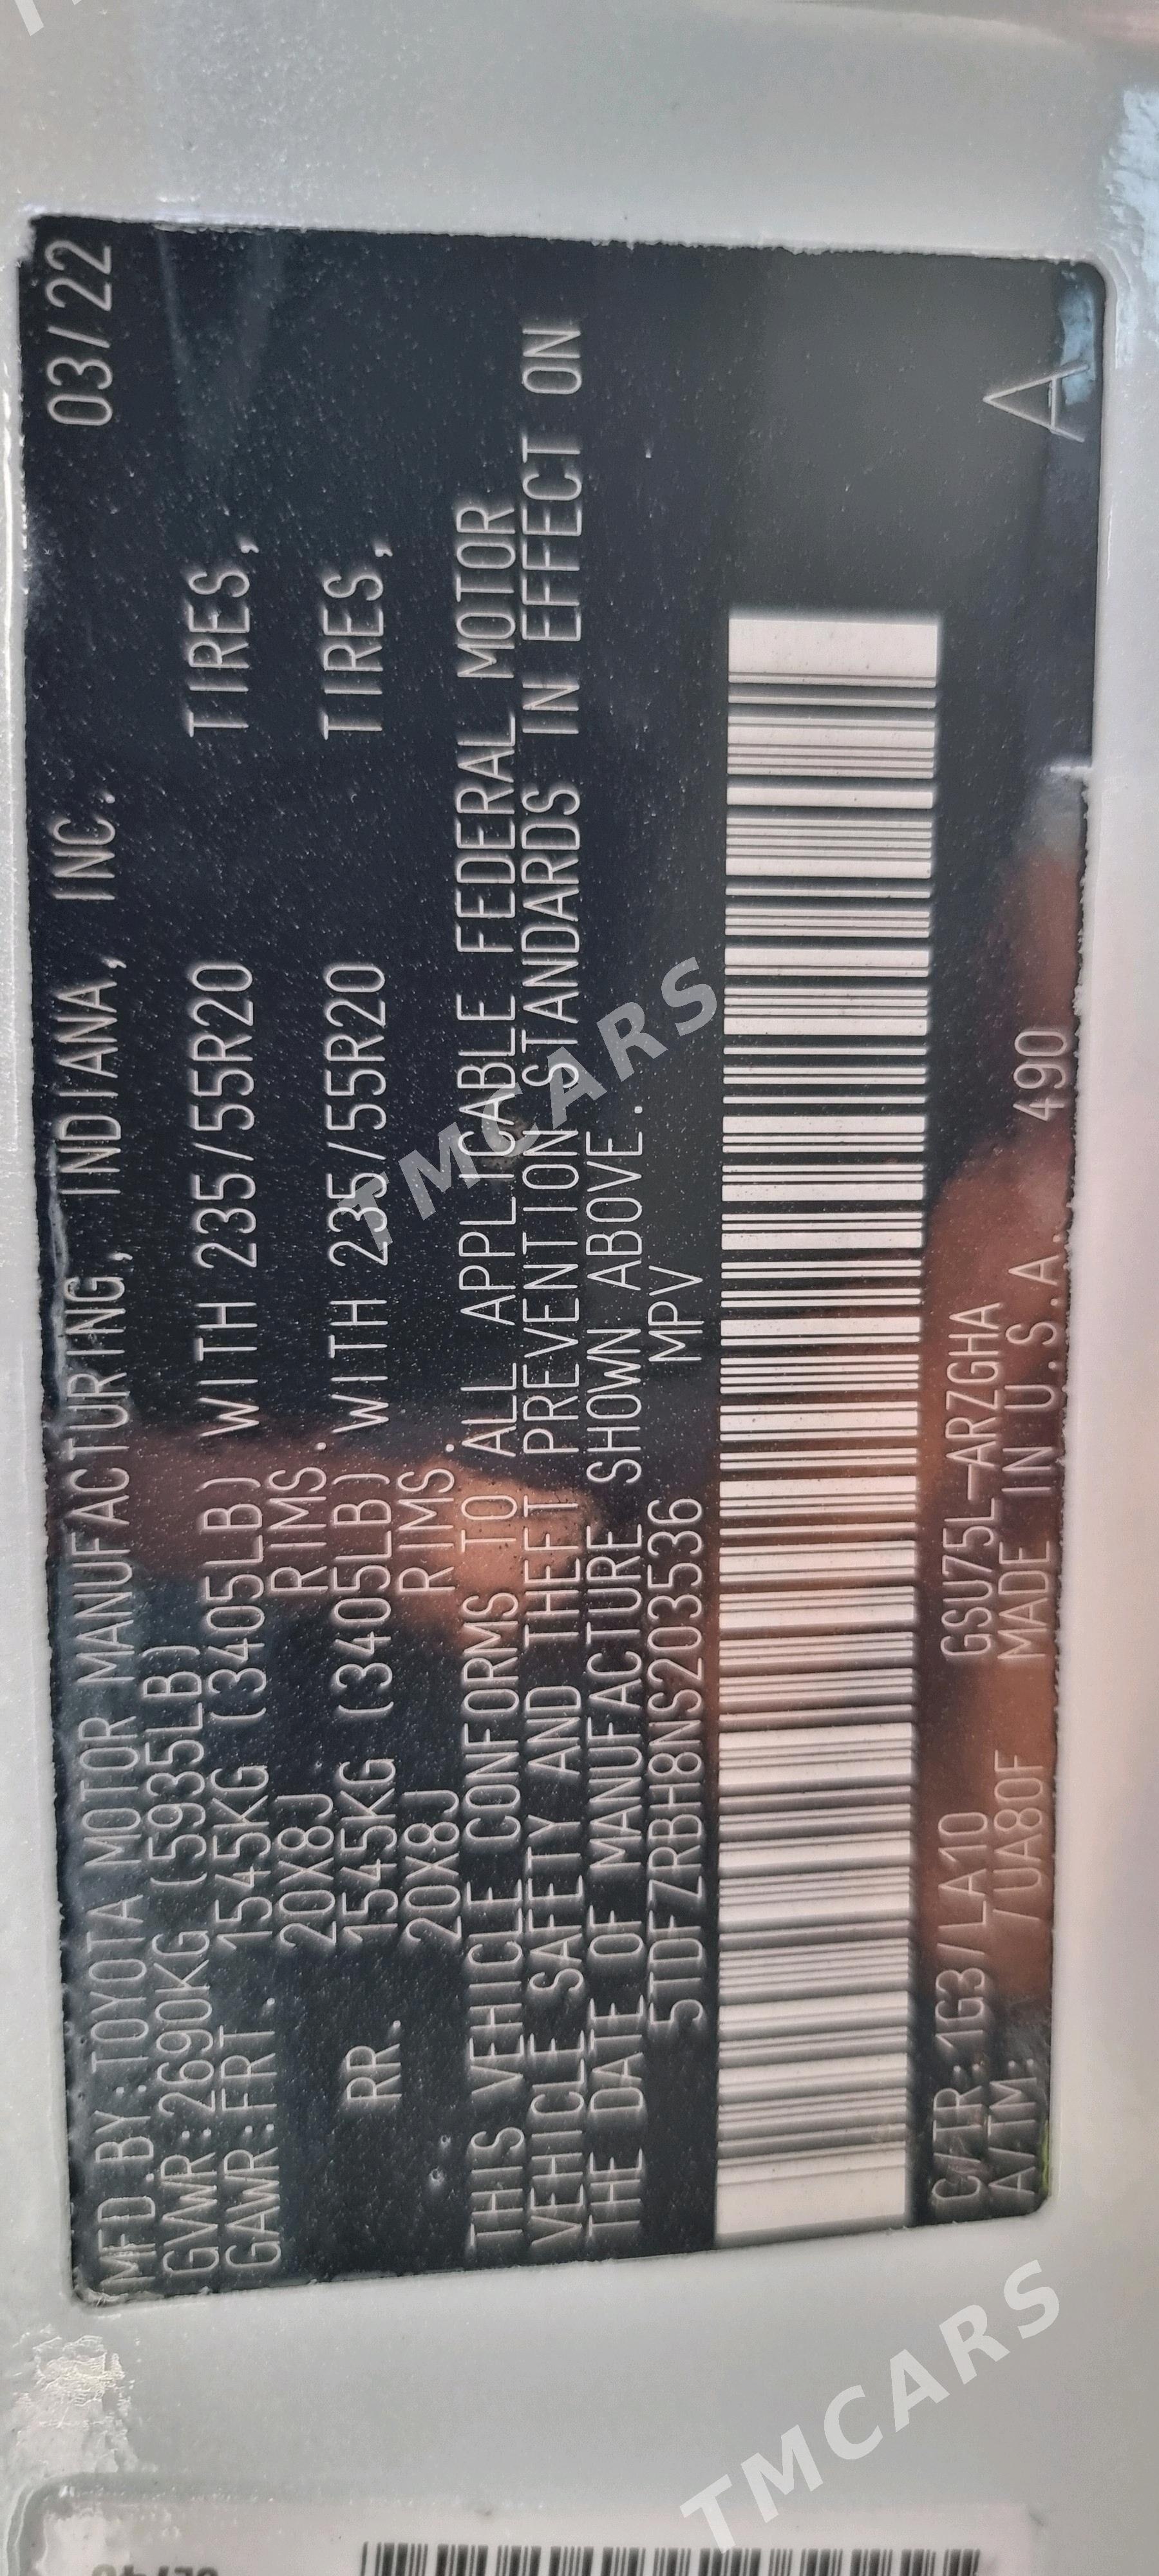 MFD.BY:TOYOTA MOTOR MANUFACTURING, INDIANA, INC. 03/22
GVWR:2690KG (5935LB)
GAWR:FRT. 1545KG (3405LB) WITH 235/55R20 TIRES,
20X8J RIMS.
RR. 1545KG (3405LB) WITH 235/55R20 TIRES,
20X8J RIMS.
THIS VEHICLE CONFORMS TO ALL APPLICABLE FEDERAL MOTOR
VEHICLE SAFETY AND THEFT PREVENTION STANDARDS IN EFFECT ON
THE DATE OF MANUFACTURE SHOWN ABOVE.
5TDFZRBH8NS203536 MPV
C/TR:1G3/LA10 GSU75L-ARZGHA
A/TM: /UA80F MADE IN U.S.A. 490 A
TMCARS
TMCARS